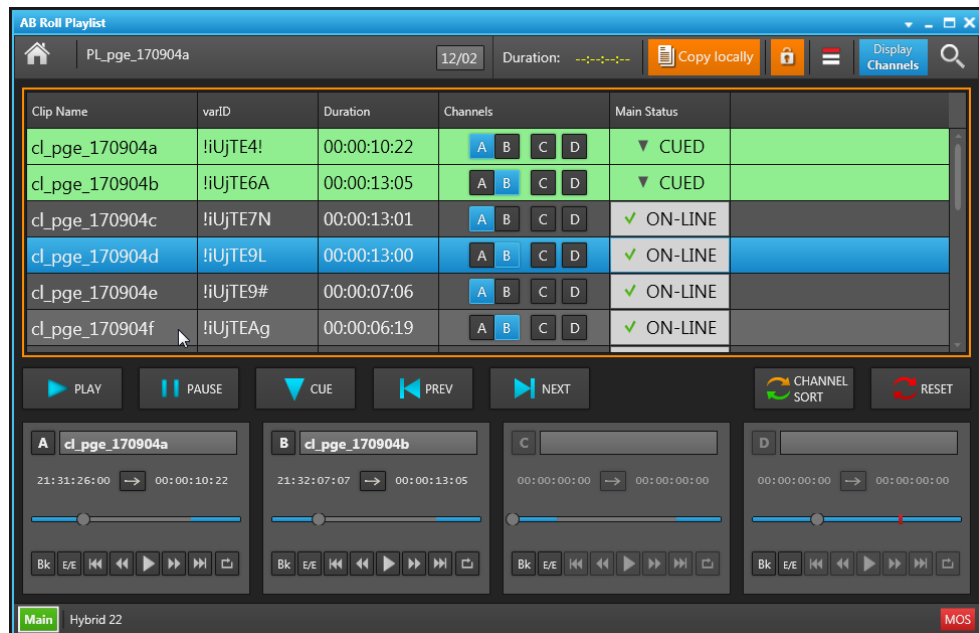 AB Roll Playlist
PL_pge_170904a 12/02 Duration: --:--:-- Copy locally Display Channels
Clip Name varID Duration Channels Main Status
cl_pge_170904a !iUjTE4! 00:00:10:22 A B C D CUED
cl_pge_170904b !iUjTE6A 00:00:13:05 A B C D CUED
cl_pge_170904c !iUjTE7N 00:00:13:01 A B C D ON-LINE
cl_pge_170904d !iUjTE9L 00:00:13:00 A B C D ON-LINE
cl_pge_170904e !iUjTE9# 00:00:07:06 A B C D ON-LINE
cl_pge_170904f !iUjTEAg 00:00:06:19 A B C D ON-LINE
PLAY PAUSE CUE PREV NEXT CHANNEL SORT RESET
A cl_pge_170904a B cl_pge_170904b C D
21:31:26:00 00:00:10:22 21:32:07:07 00:00:13:05 00:00:00:00 00:00:00:00 00:00:00:00 00:00:00:00
Bk E/E Bk E/E Bk E/E Bk E/E
Main Hybrid 22 MOS